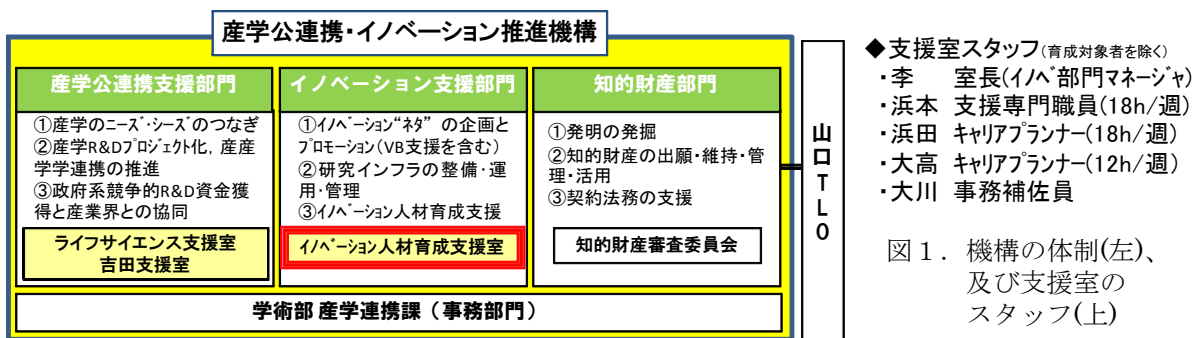 産学公連携・イノベーション推進機構
産学公連携支援部門
①産学のニーズ・シーズのつなぎ
②産学R&Dプロジェクト化，産産
学学連携の推進
③政府系競争的R&D資金獲
得と産業界との協同
ライフサイエンス支援室
吉田支援室
イノベーション支援部門
①イノベーション“ネタ” の企画と
プロモーション(VB支援を含む)
②研究インフラの整備・運
用・管理
③イノベーション人材育成支援
イノベーション人材育成支援室
知的財産部門
①発明の発掘
②知的財産の出願・維持・管
理・活用
③契約法務の支援
知的財産審査委員会
学術部 産学連携課（事務部門）
山口TLO
◆支援室スタッフ(育成対象者を除く)
・李　　室長(イノベ部門マネージャ)
・浜本　支援専門職員(18h/週)
・浜田　キャリアプランナー(18h/週)
・大高　キャリアプランナー(12h/週)
・大川　事務補佐員
図１．機構の体制(左)、
及び支援室の
スタッフ(上)